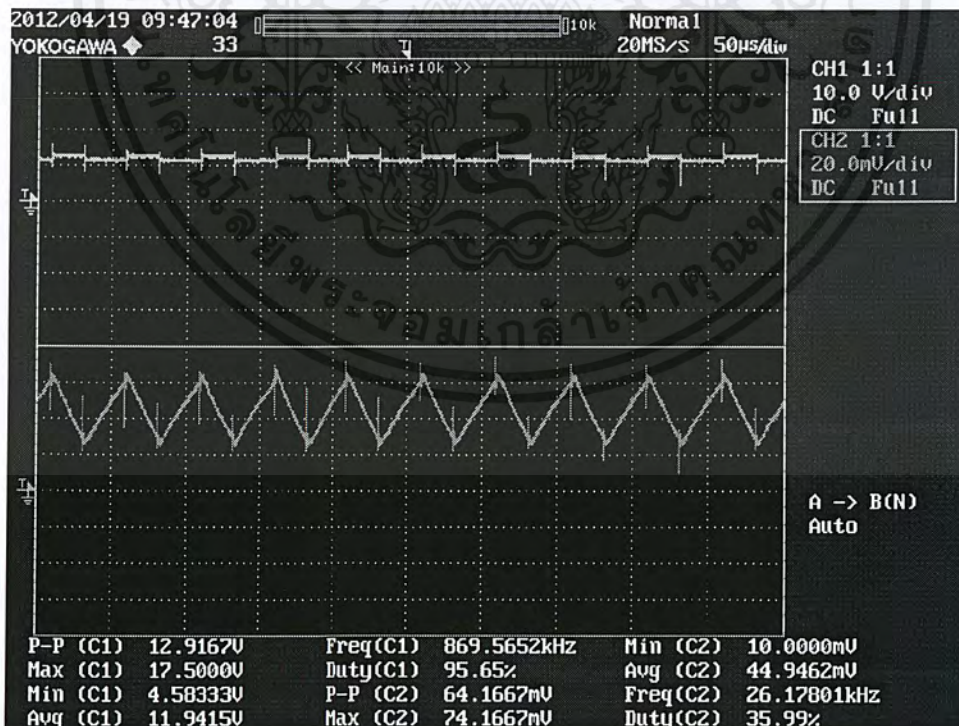 2012/04/19 09:47:04
10k
Normal
YOKOGAWA
33
20MS/s 50µs/div
<< Main:10k >>
CH1 1:1
10.0 V/div
DC Full
CH2 1:1
20.0mV/div
DC Full
A -> B(N)
Auto
P-P (C1) 12.9167V Freq(C1) 869.5652kHz Min (C2) 10.0000mV
Max (C1) 17.5000V Duty(C1) 95.65% Avg (C2) 44.9462mV
Min (C1) 4.58333V P-P (C2) 64.1667mV Freq(C2) 26.17801kHz
Avg (C1) 11.9415V Max (C2) 74.1667mV Duty(C2) 35.99%